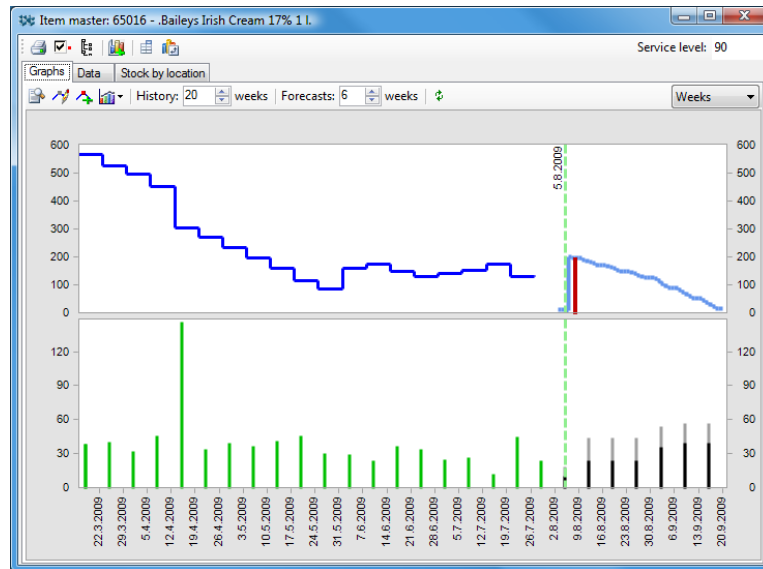 Item master: 65016 - .Baileys Irish Cream 17% 1 l.
Service level: 90
Graphs Data Stock by location
History: 20 weeks Forecasts: 6 weeks Weeks
600 600
500 500
400 400
300 300
200 200
100 100
0 0
5.8.2009
120 120
90 90
60 60
30 30
0 0
22.3.2009 29.3.2009 5.4.2009 12.4.2009 19.4.2009 26.4.2009 3.5.2009 10.5.2009 17.5.2009 24.5.2009 31.5.2009 7.6.2009 14.6.2009 21.6.2009 28.6.2009 5.7.2009 12.7.2009 19.7.2009 26.7.2009 2.8.2009 9.8.2009 16.8.2009 23.8.2009 30.8.2009 6.9.2009 13.9.2009 20.9.2009